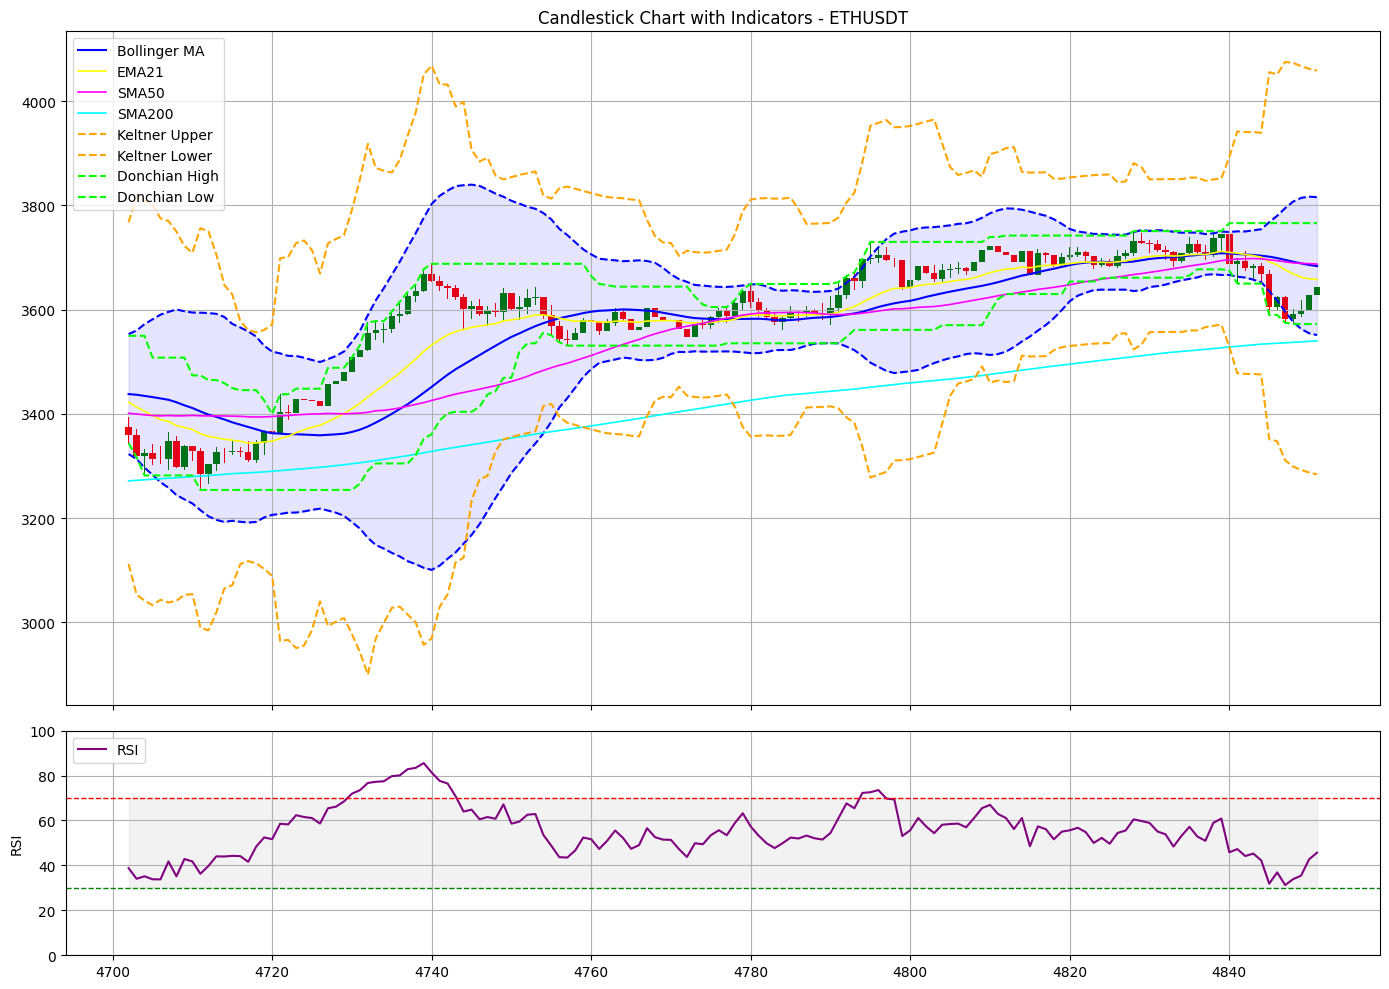 Candlestick Chart with Indicators - ETHUSDT
Bollinger MA
EMA21
SMA50
SMA200
Keltner Upper
Keltner Lower
Donchian High
Donchian Low
4000
3800
3600
3400
3200
3000
RSI
100
80
60
40
20
0
RSI
4700 4720 4740 4760 4780 4800 4820 4840